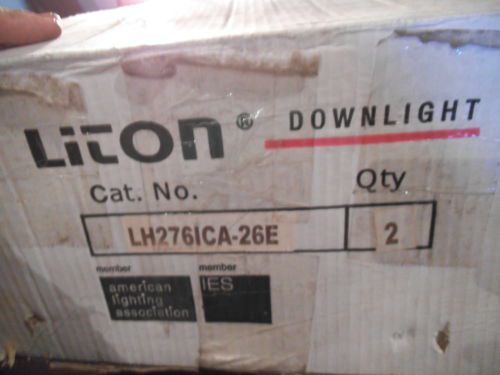 LiTON ® DOWNLIGHT
Cat. No. Qty
LH276ICA-26E 2
member member
american IES
lighting
association